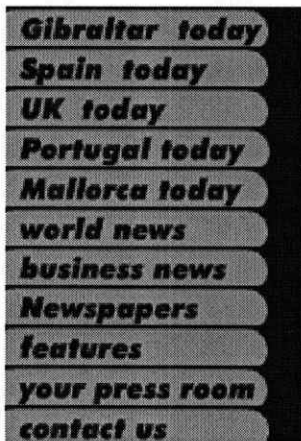 Gibraltar today
Spain today
UK today
Portugal today
Mallorca today
world news
business news
Newspapers
features
your press room
contact us